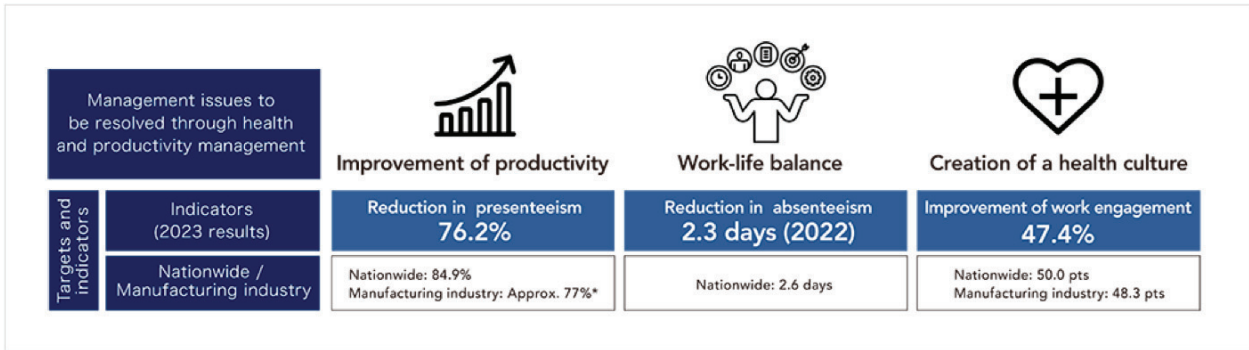 Management issues to
be resolved through health
and productivity management
Improvement of productivity
Work-life balance
Creation of a health culture
Targets and
indicators
Indicators
(2023 results)
Reduction in presenteeism
76.2%
Reduction in absenteeism
2.3 days (2022)
Improvement of work engagement
47.4%
Nationwide /
Manufacturing industry
Nationwide: 84.9%
Manufacturing industry: Approx. 77%*
Nationwide: 2.6 days
Nationwide: 50.0 pts
Manufacturing industry: 48.3 pts